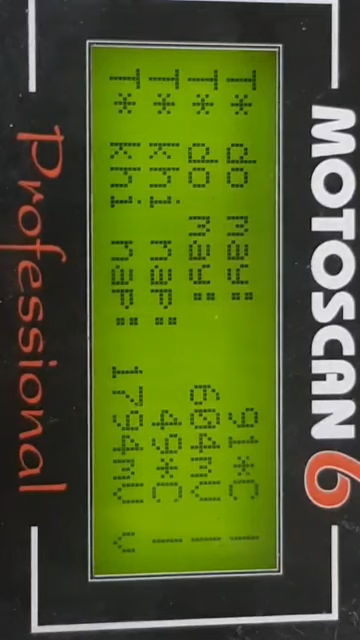 MOTOSCAN 6
T* do may: 91*C |
T* do may: 604mV |
T* khi nap: 49*C |
T* khi nap: 1794mV v
Professional